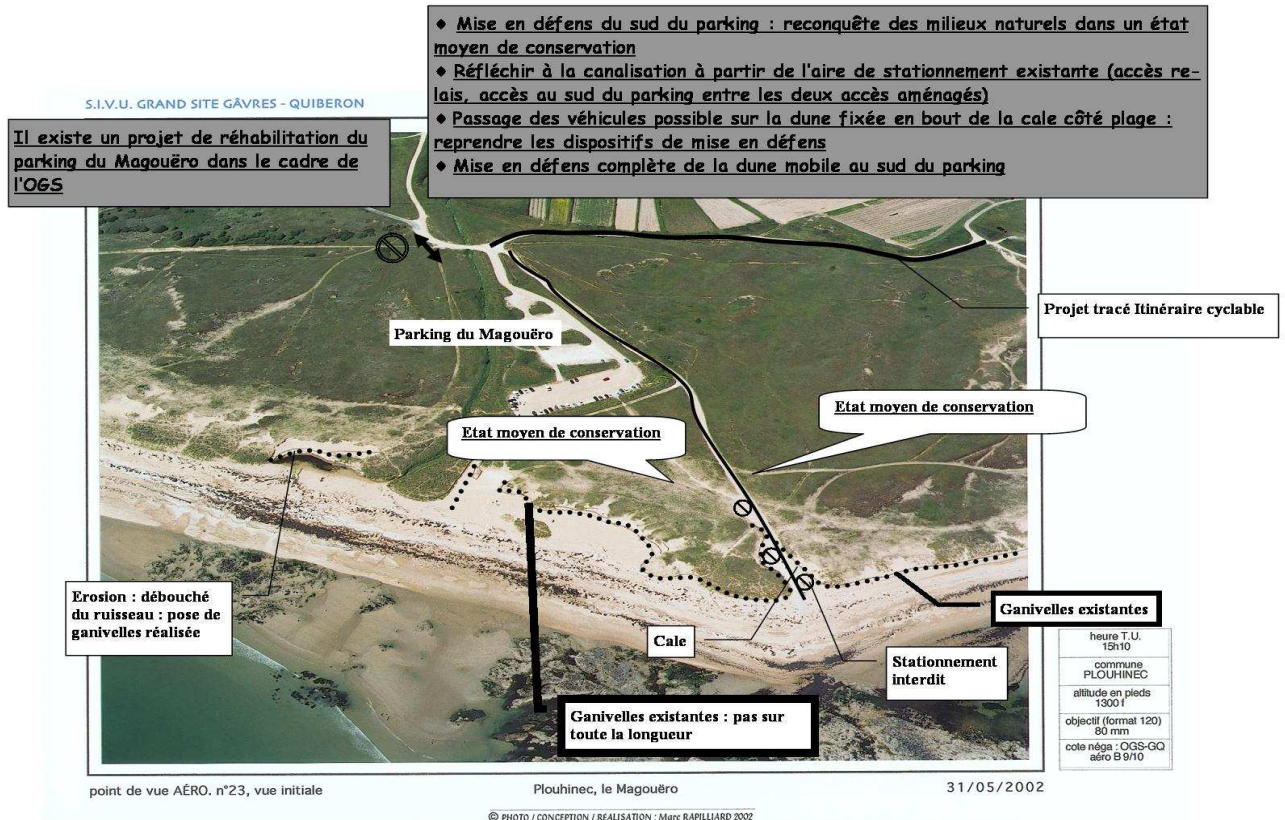 ● Mise en défens du sud du parking : reconquête des milieux naturels dans un état
moyen de conservation
● Réfléchir à la canalisation à partir de l'aire de stationnement existante (accès re-
lais, accès au sud du parking entre les deux accès aménagés)
● Passage des véhicules possible sur la dune fixée en bout de la cale côté plage :
reprendre les dispositifs de mise en défens
● Mise en défens complète de la dune mobile au sud du parking
S.I.V.U. GRAND SITE GÂVRES - QUIBERON
Il existe un projet de réhabilitation du
parking du Magouëro dans le cadre de
l'OGS
Projet tracé Itinéraire cyclable
Parking du Magouëro
Etat moyen de conservation
Etat moyen de conservation
Erosion : débouché
du ruisseau : pose de
ganivelles réalisée
Ganivelles existantes
Cale
Stationnement
interdit
Ganivelles existantes : pas sur
toute la longueur
heure T.U.
15h10
commune
PLOUHINEC
altitude en pieds
1300 f
objectif (format 120)
80 mm
cote néga : OGS-GQ
aéro B 9/10
point de vue AÉRO. n°23, vue initiale
Plouhinec, le Magouëro
31/05/2002
© PHOTO / CONCEPTION / RÉALISATION : Marc RAPILLIARD 2002